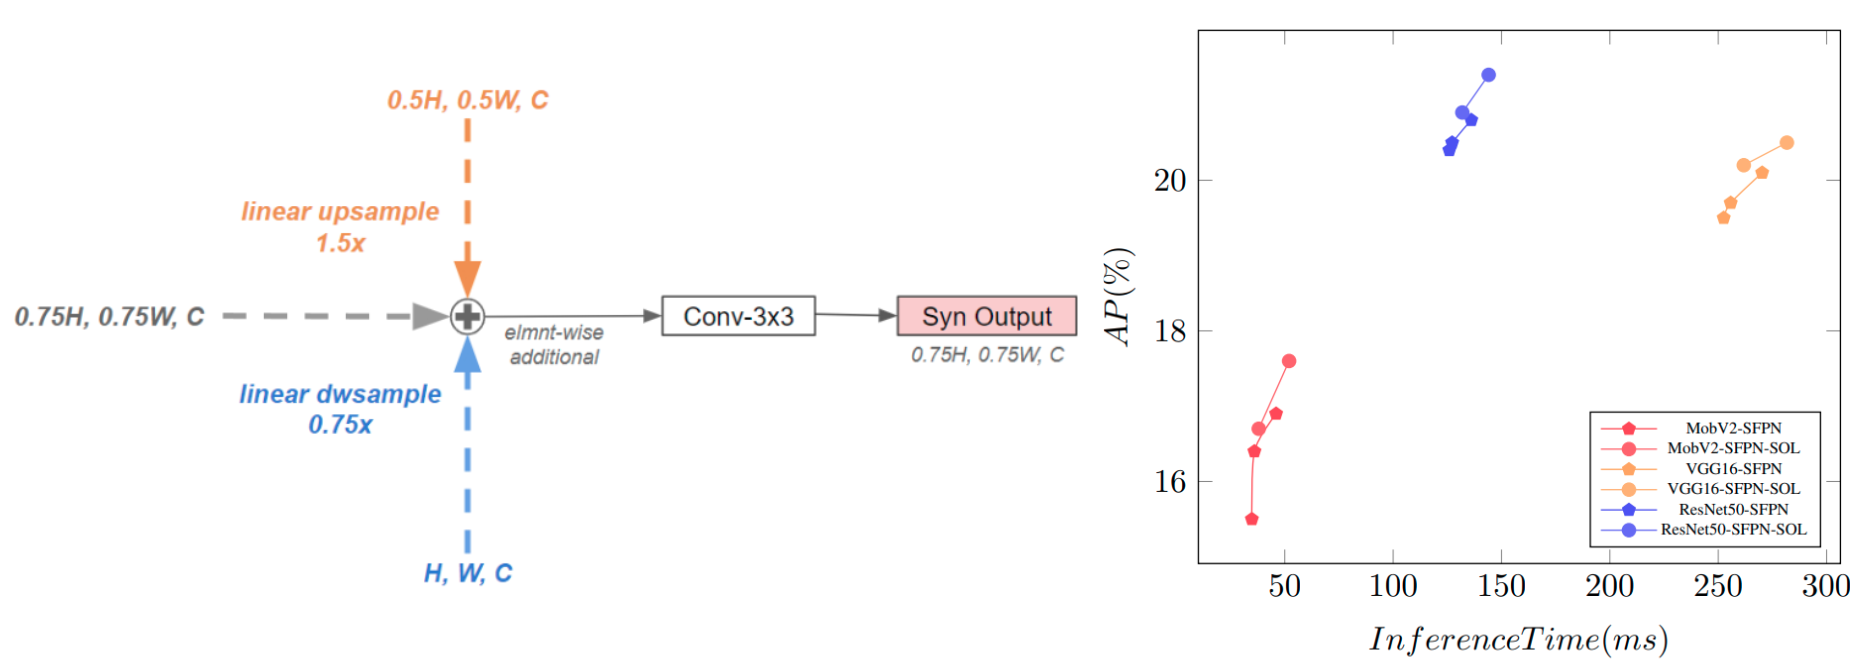 0.5H, 0.5W, C
linear upsample
1.5x
0.75H, 0.75W, C
elmnt-wise
additional
Conv-3x3
Syn Output
0.75H, 0.75W, C
linear dwsample
0.75x
H, W, C
AP(%)
20
18
16
MobV2-SFPN
MobV2-SFPN-SOL
VGG16-SFPN
VGG16-SFPN-SOL
ResNet50-SFPN
ResNet50-SFPN-SOL
50 100 150 200 250 300
InferenceTime(ms)